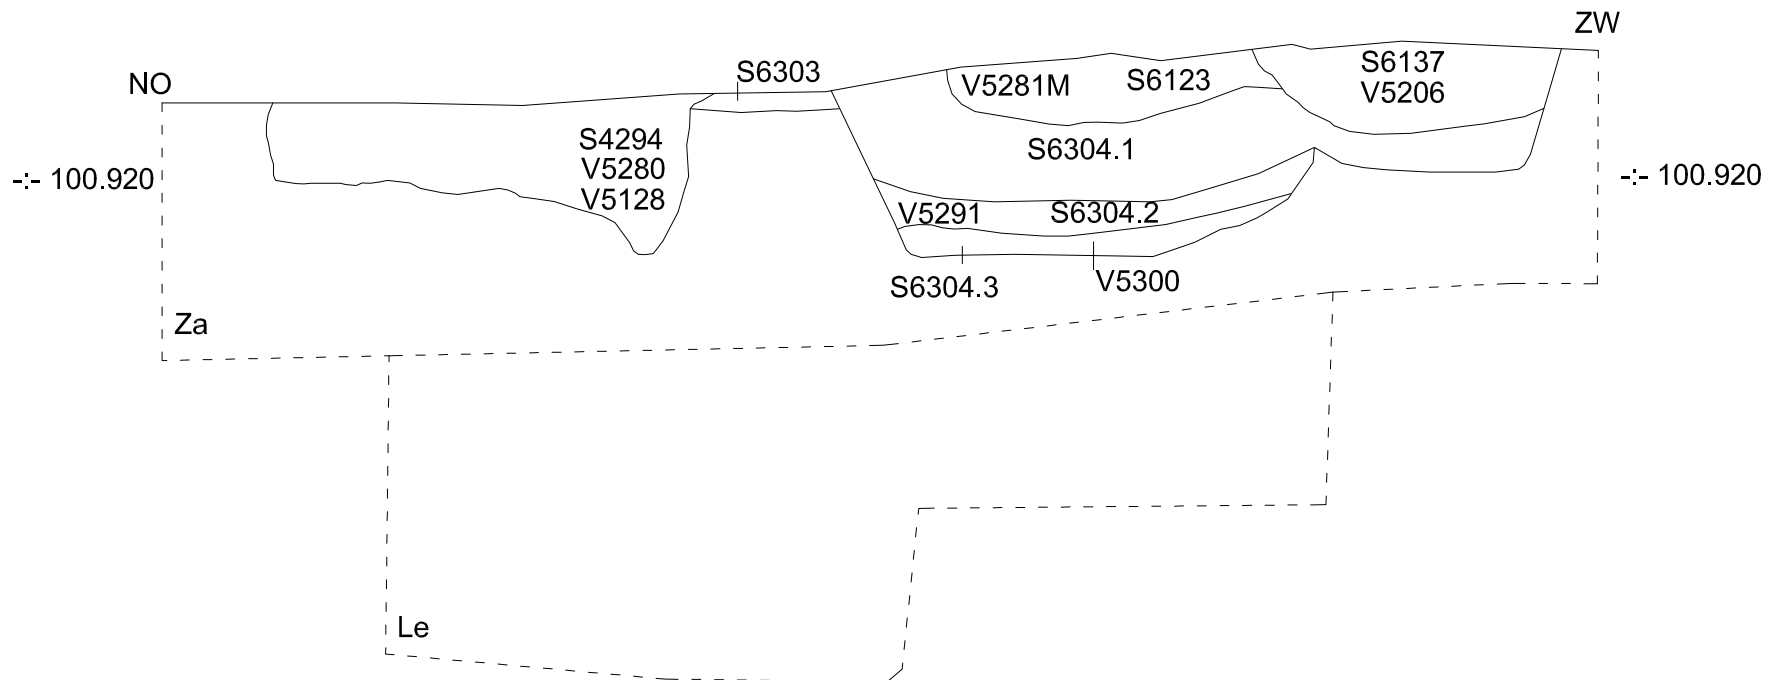 NO
ZW
S6303
V5281M
S6123
S6137
V5206
S4294
V5280
V5128
S6304.1
-:- 100.920
-:- 100.920
V5291
S6304.2
S6304.3
V5300
Za
Le